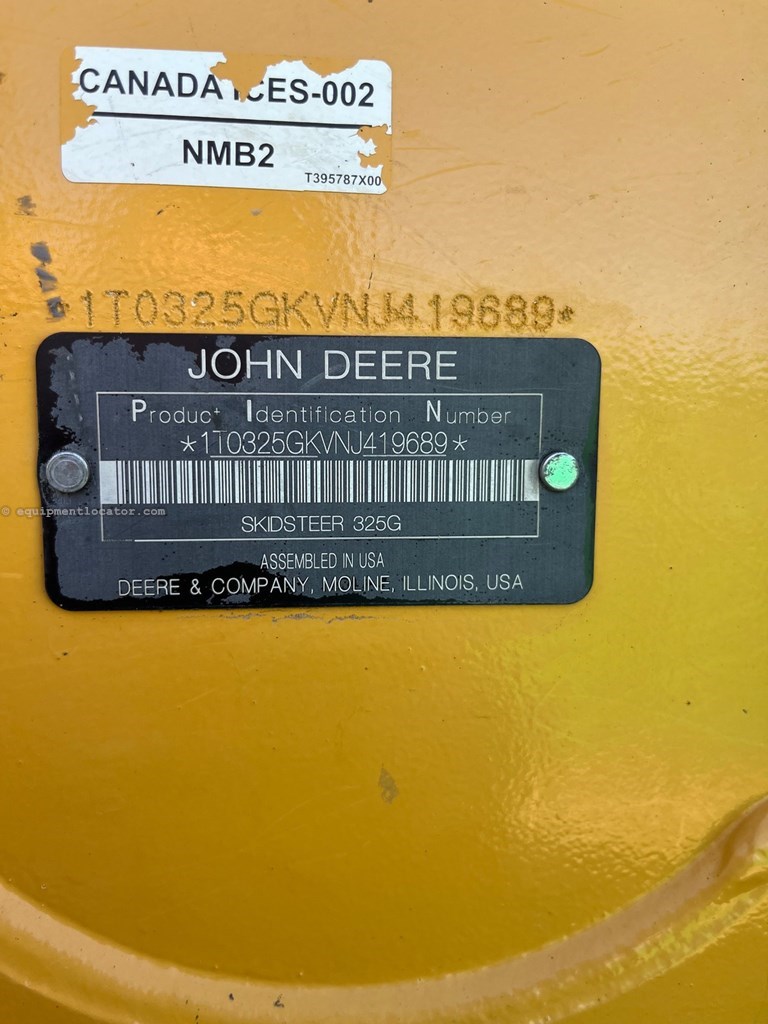 CANADA ICES-002
NMB2
T395787X00
*1T0325GKVNJ419689*
JOHN DEERE
Product Identification Number
*1T0325GKVNJ419689*
© equipmentlocator.com
SKIDSTEER 325G
ASSEMBLED IN USA
DEERE & COMPANY, MOLINE, ILLINOIS, USA